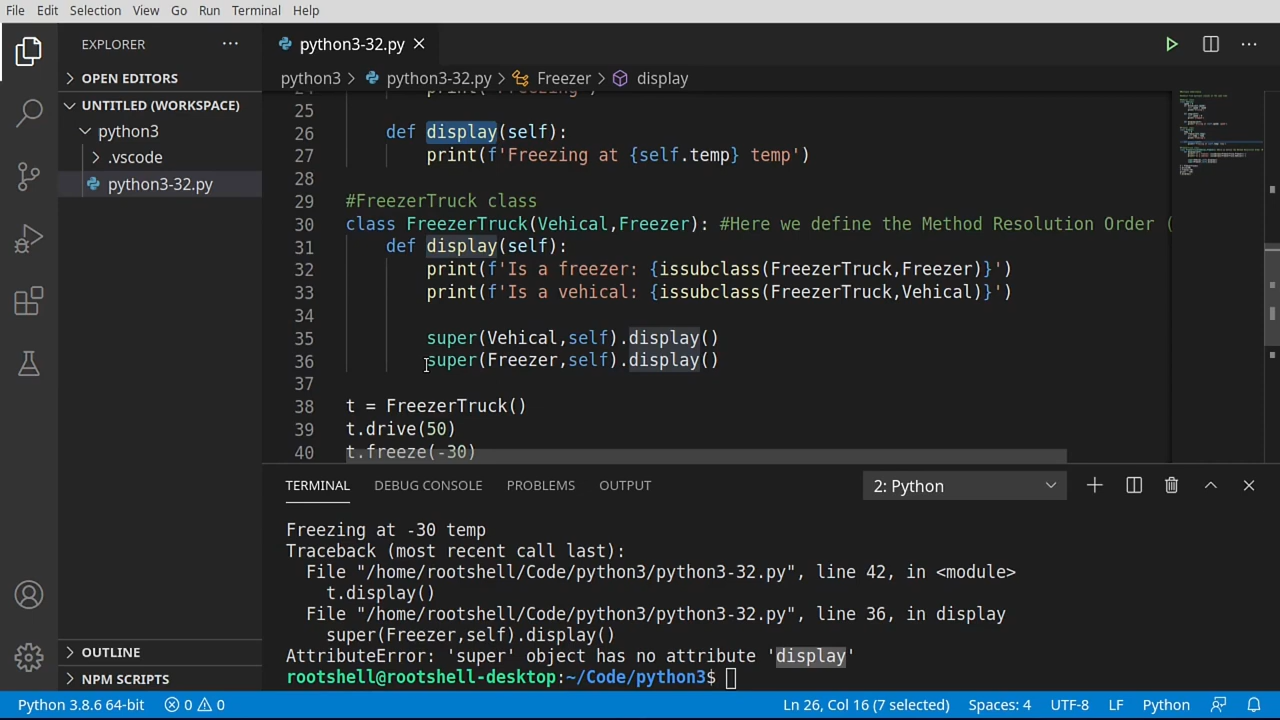 File Edit Selection View Go Run Terminal Help
EXPLORER ···
OPEN EDITORS
UNTITLED (WORKSPACE)
python3
.vscode
python3-32.py
OUTLINE
NPM SCRIPTS
python3-32.py
python3 > python3-32.py > Freezer > display
25
26 def display(self):
27 print(f'Freezing at {self.temp} temp')
28
29 #FreezerTruck class
30 class FreezerTruck(Vehical,Freezer): #Here we define the Method Resolution Order (
31 def display(self):
32 print(f'Is a freezer: {issubclass(FreezerTruck,Freezer)}')
33 print(f'Is a vehical: {issubclass(FreezerTruck,Vehical)}')
34
35 super(Vehical,self).display()
36 super(Freezer,self).display()
37
38 t = FreezerTruck()
39 t.drive(50)
40 t.freeze(-30)
TERMINAL DEBUG CONSOLE PROBLEMS OUTPUT 2: Python
Freezing at -30 temp
Traceback (most recent call last):
File "/home/rootshell/Code/python3/python3-32.py", line 42, in <module>
t.display()
File "/home/rootshell/Code/python3/python3-32.py", line 36, in display
super(Freezer,self).display()
AttributeError: 'super' object has no attribute 'display'
rootshell@rootshell-desktop:~/Code/python3$
Python 3.8.6 64-bit 0 0 Ln 26, Col 16 (7 selected) Spaces: 4 UTF-8 LF Python